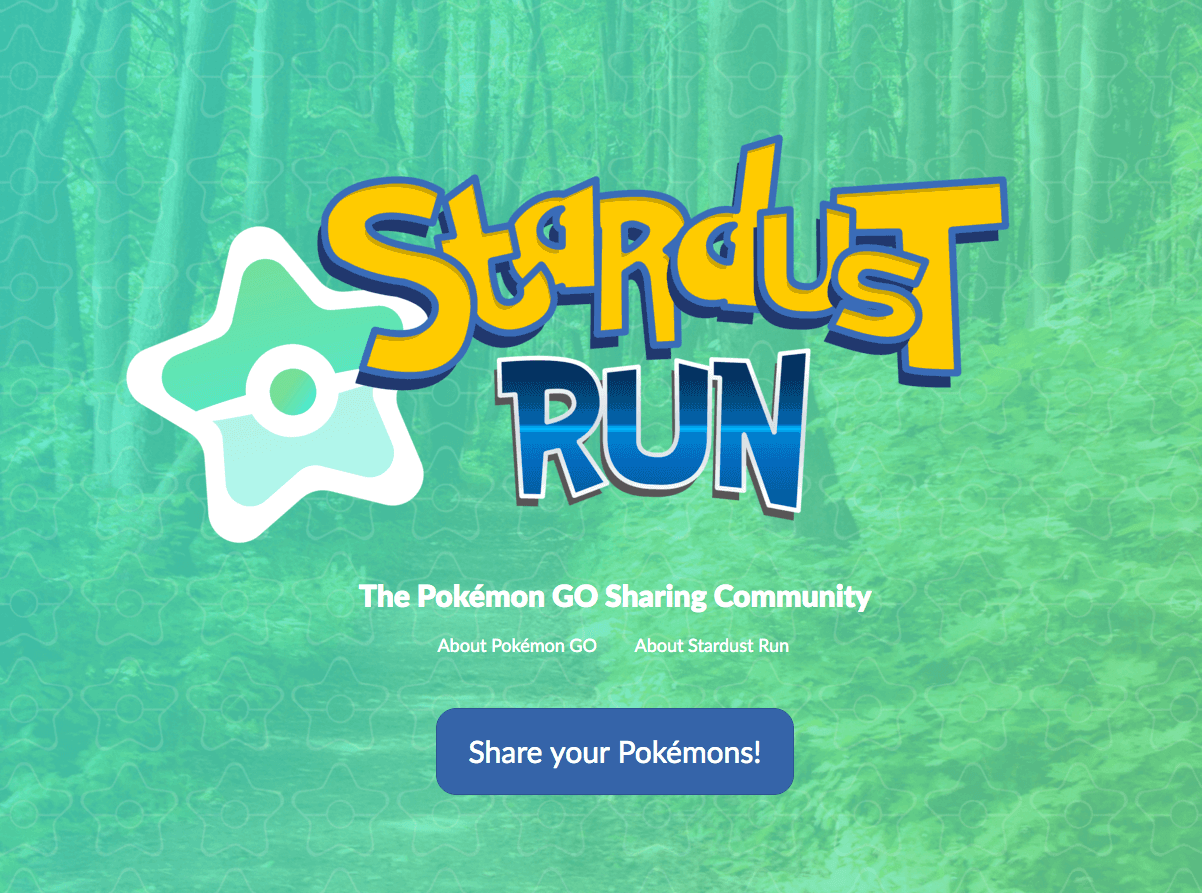 Stardust
RUN
The Pokémon GO Sharing Community
About Pokémon GO About Stardust Run
Share your Pokémons!